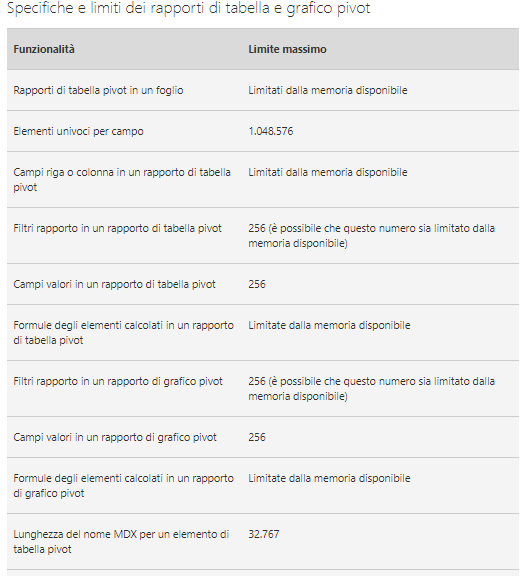 Specifiche e limiti dei rapporti di tabella e grafico pivot
Funzionalità Limite massimo
Rapporti di tabella pivot in un foglio Limitati dalla memoria disponibile
Elementi univoci per campo 1.048.576
Campi riga o colonna in un rapporto di tabella Limitati dalla memoria disponibile
pivot
Filtri rapporto in un rapporto di tabella pivot 256 (è possibile che questo numero sia limitato dalla
memoria disponibile)
Campi valori in un rapporto di tabella pivot 256
Formule degli elementi calcolati in un rapporto Limitate dalla memoria disponibile
di tabella pivot
Filtri rapporto in un rapporto di grafico pivot 256 (è possibile che questo numero sia limitato dalla
memoria disponibile)
Campi valori in un rapporto di grafico pivot 256
Formule degli elementi calcolati in un rapporto Limitate dalla memoria disponibile
di grafico pivot
Lunghezza del nome MDX per un elemento di 32.767
tabella pivot